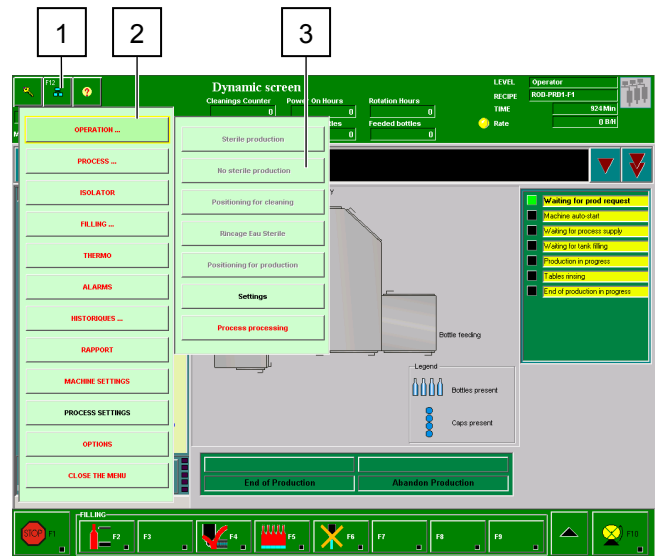 1
2
3
F12
Dynamic screen
LEVEL Operator
RECIPE ROD-PRD1-F1
TIME 924 Min
Rate 0 B/H
Cleanings Counter
0
Rotation Hours
0
Feeded bottles
0
OPERATION ...
PROCESS ...
ISOLATOR
FILLING ...
THERMO
ALARMS
HISTORIQUES ...
RAPPORT
MACHINE SETTINGS
PROCESS SETTINGS
OPTIONS
CLOSE THE MENU
Sterile production
No sterile production
Positioning for cleaning
Rincage Eau Sterile
Positioning for production
Settings
Process processing
Waiting for prod request
Machine auto-start
Waiting for process supply
Waiting for tank filling
Production in progress
Tables rinsing
End of production in progress
Bottle feeding
Legend
Bottles present
Caps present
End of Production
Abandon Production
FILLING
STOP F1
F2
F3
F4
F5
F6
F7
F8
F9
F10